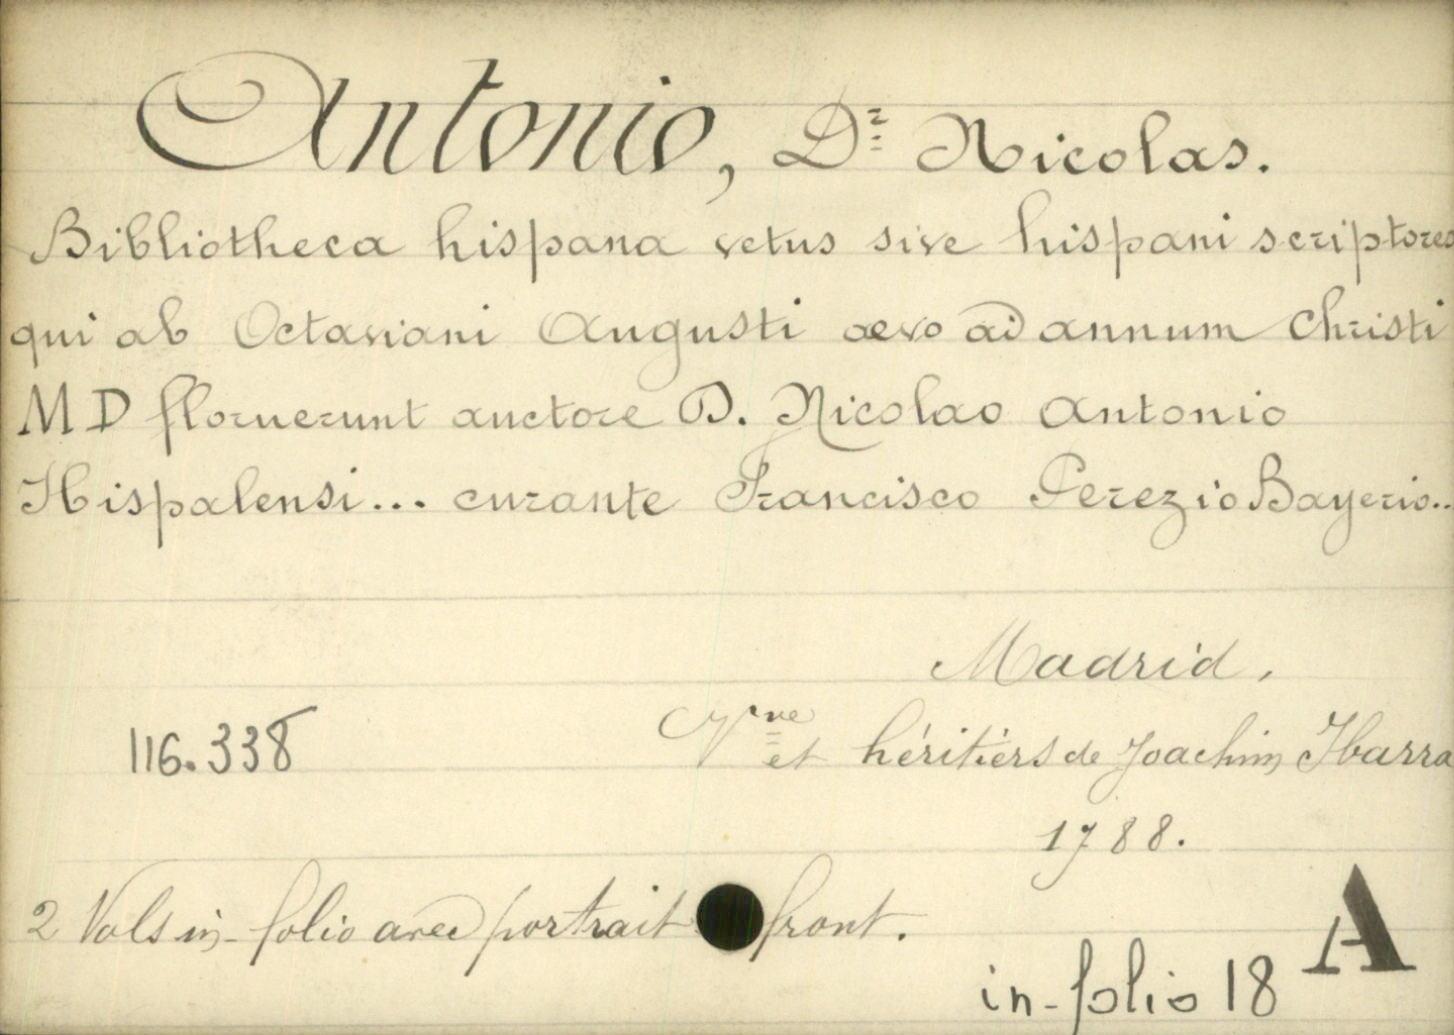 Antonio, Dr Nicolas.
Bibliotheca hispana vetus sive hispani scriptores
qui ab Octaviani Augusti aevo ad annum Christi
MD floruerunt auctore D. Nicolao Antonio
Hispalensi... curante Francisco Perezio Bayerio..
Madrid,
116.338
Vve et héritiers de Joachim Ibarra
1788.
2 Vols in-folio avec portrait front.
in-folio 18 A